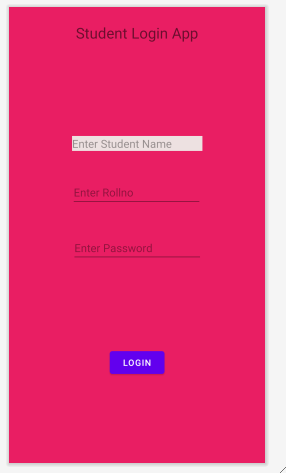 Student Login App
Enter Student Name
Enter Rollno
Enter Password
LOGIN